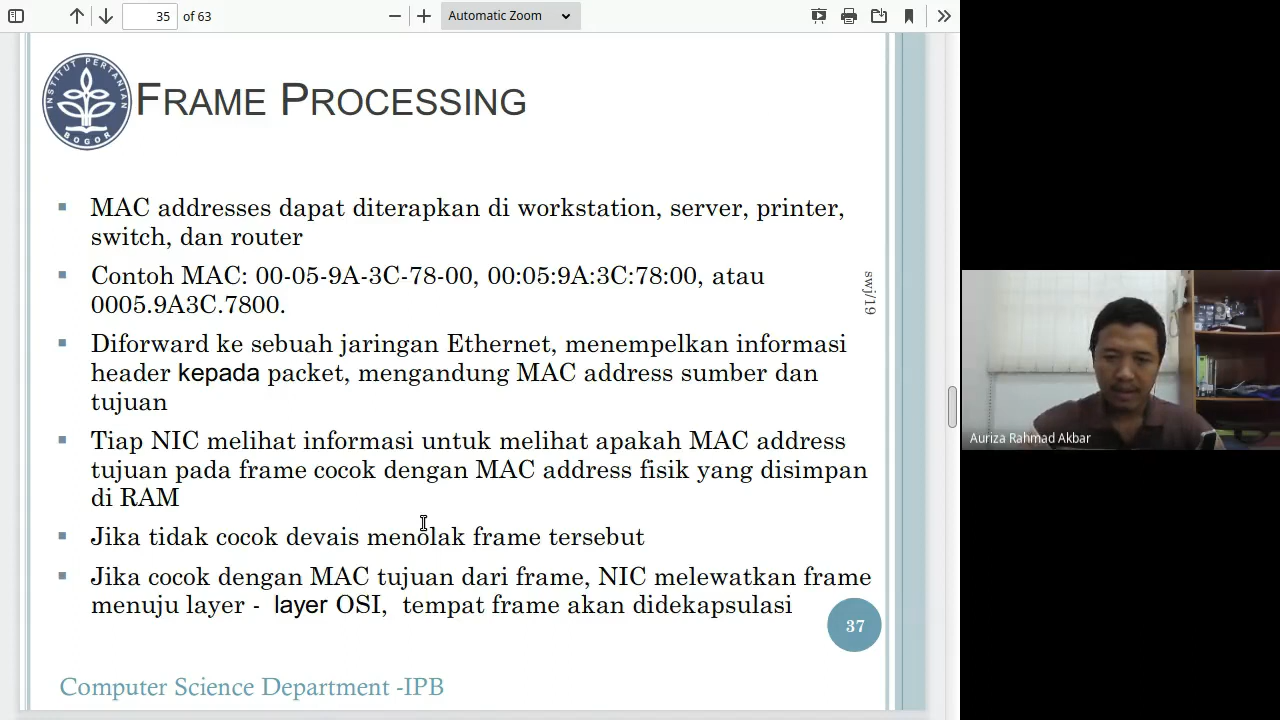 35 of 63
Automatic Zoom
INSTITUT PERTANIAN
BOGOR
FRAME PROCESSING
MAC addresses dapat diterapkan di workstation, server, printer,
switch, dan router
Contoh MAC: 00-05-9A-3C-78-00, 00:05:9A:3C:78:00, atau
0005.9A3C.7800.
Diforward ke sebuah jaringan Ethernet, menempelkan informasi
header kepada packet, mengandung MAC address sumber dan
tujuan
Tiap NIC melihat informasi untuk melihat apakah MAC address
tujuan pada frame cocok dengan MAC address fisik yang disimpan
di RAM
Jika tidak cocok devais menolak frame tersebut
Jika cocok dengan MAC tujuan dari frame, NIC melewatkan frame
menuju layer - layer OSI, tempat frame akan didekapsulasi
swj/19
37
Computer Science Department -IPB
Auriza Rahmad Akbar